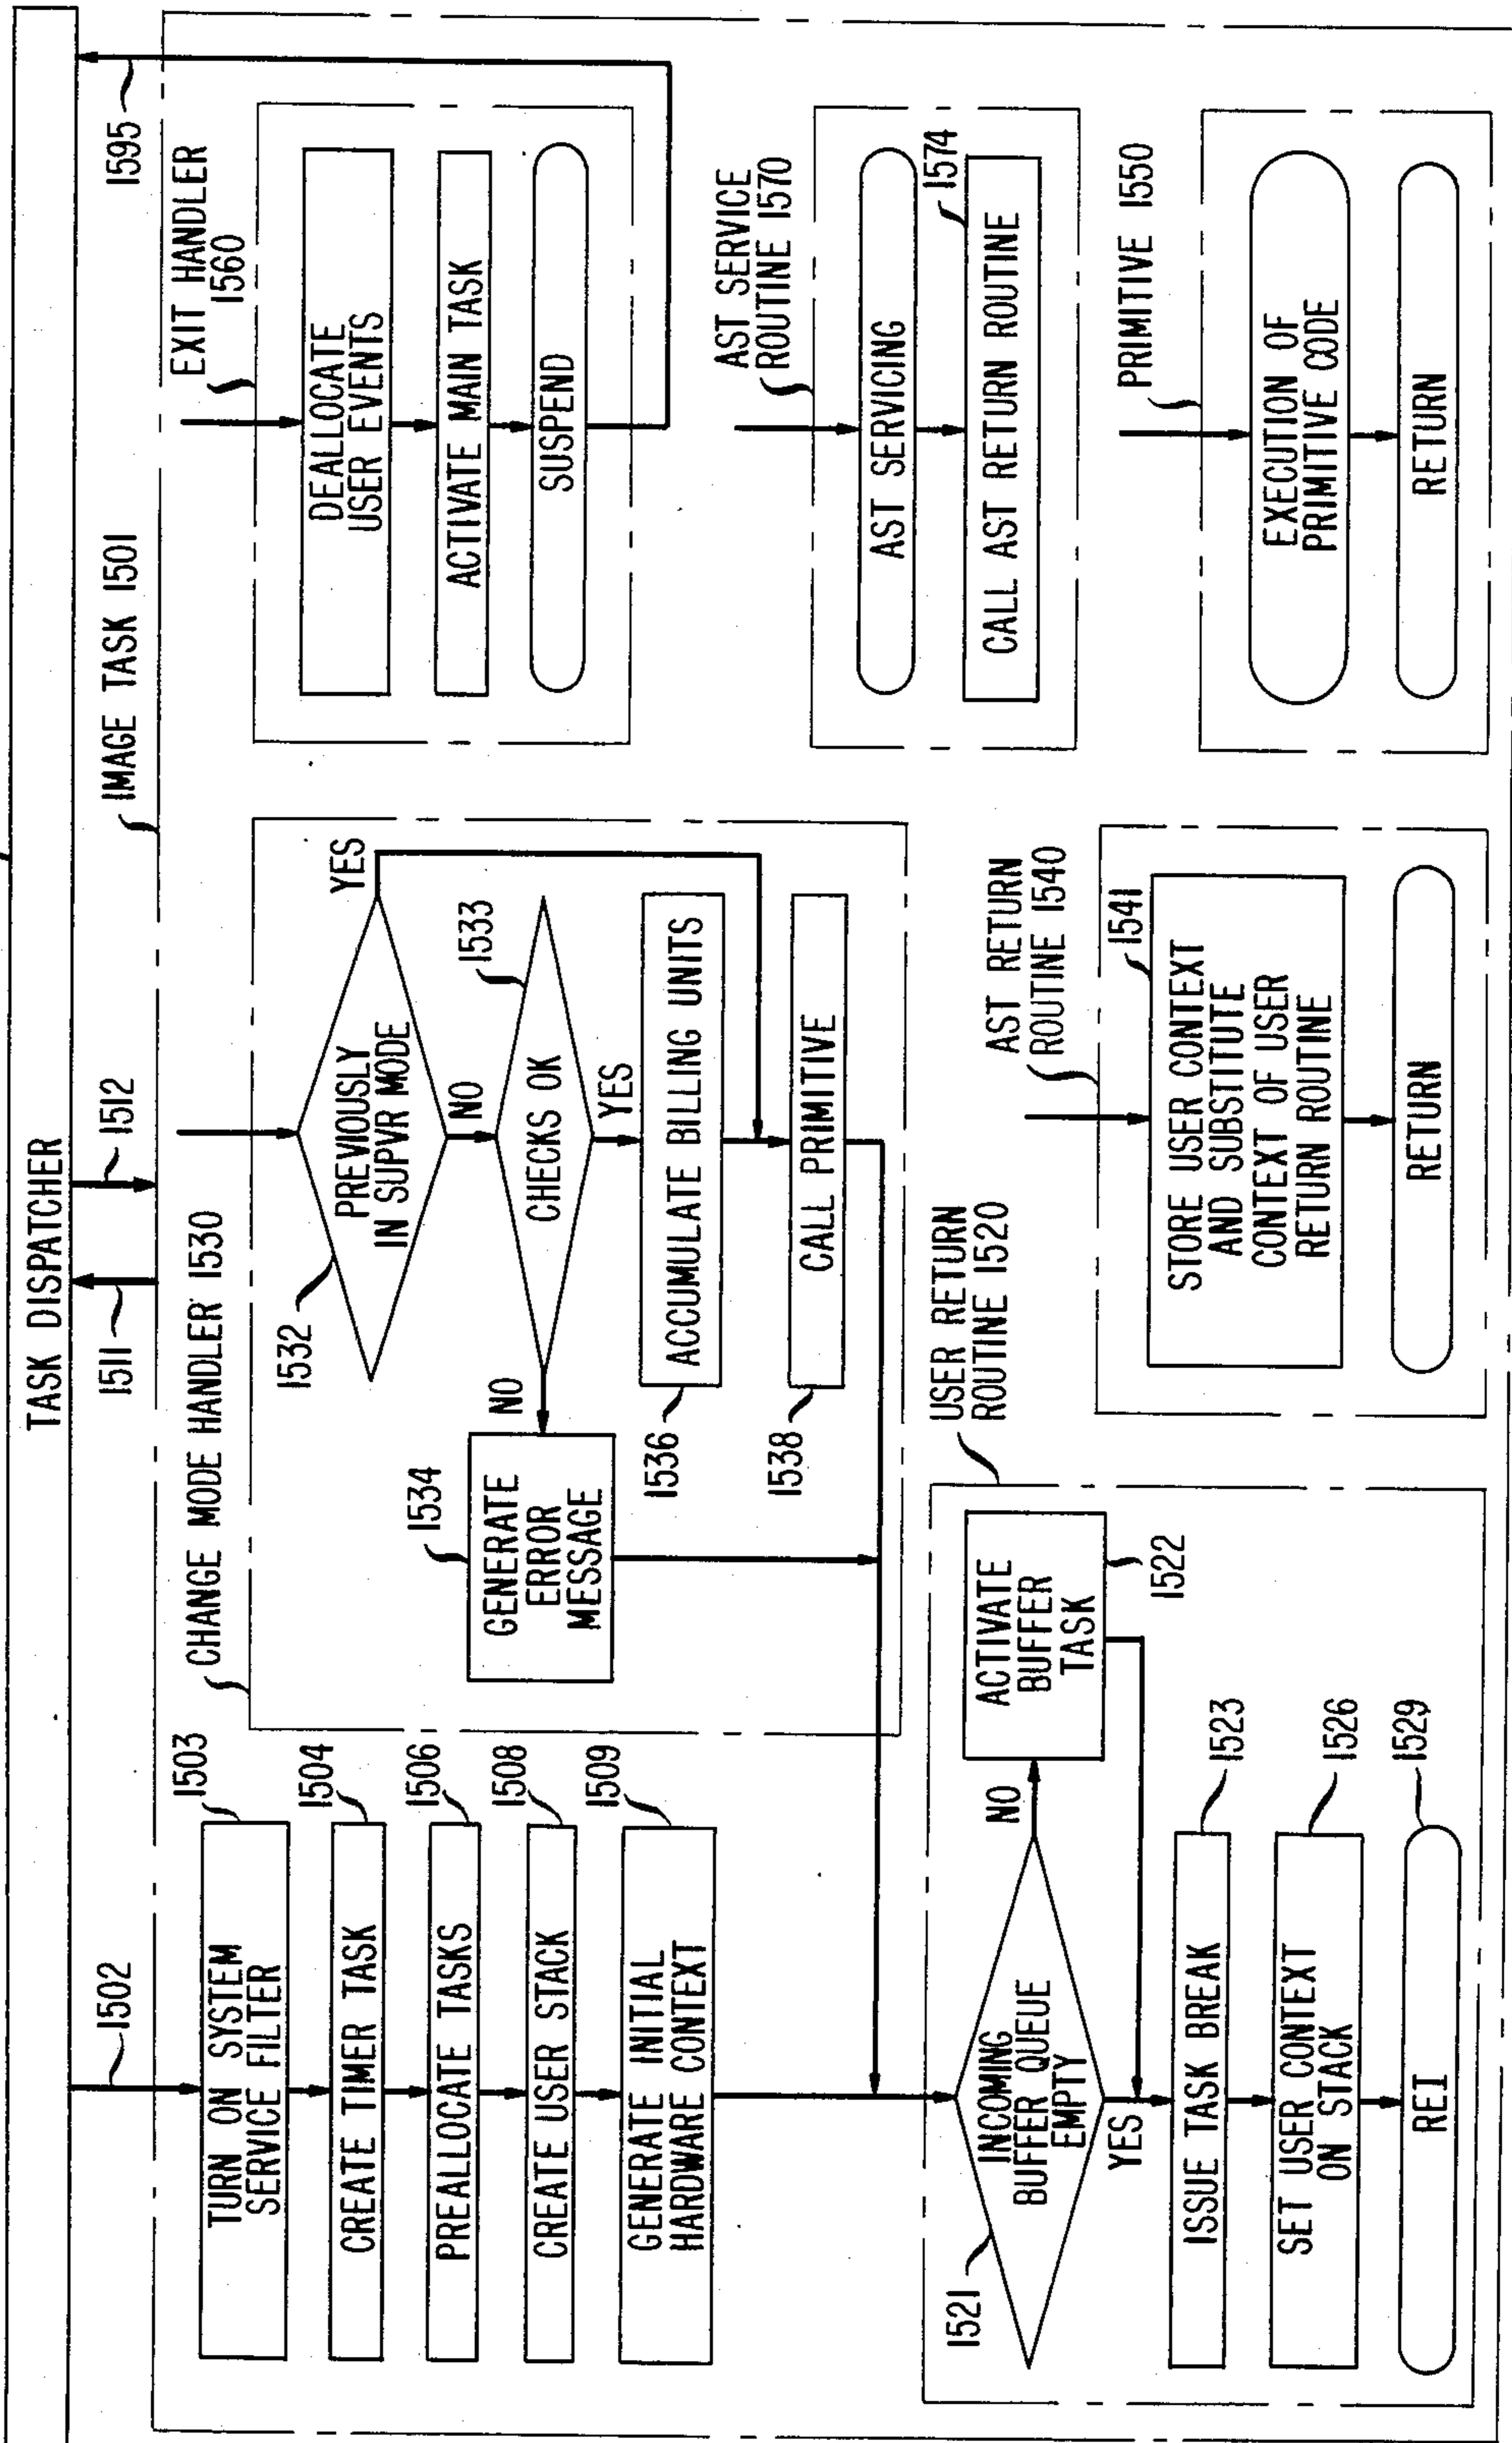 TASK DISPATCHER
1502
1511
1512
1595
IMAGE TASK 1501
1503
TURN ON SYSTEM
SERVICE FILTER
1504
CREATE TIMER TASK
1506
PREALLOCATE TASKS
1508
CREATE USER STACK
1509
GENERATE INITIAL
HARDWARE CONTEXT
CHANGE MODE HANDLER 1530
1532
PREVIOUSLY
IN SUPVR MODE
YES
NO
1533
CHECKS OK
NO
YES
1534
GENERATE
ERROR
MESSAGE
1536
ACCUMULATE BILLING UNITS
1538
CALL PRIMITIVE
EXIT HANDLER
1560
DEALLOCATE
USER EVENTS
ACTIVATE MAIN TASK
SUSPEND
AST SERVICE
ROUTINE 1570
AST SERVICING
1574
CALL AST RETURN ROUTINE
USER RETURN
ROUTINE 1520
1521
INCOMING
BUFFER QUEUE
EMPTY
NO
YES
ACTIVATE
BUFFER
TASK
1522
1523
ISSUE TASK BREAK
1526
SET USER CONTEXT
ON STACK
1529
REI
AST RETURN
ROUTINE 1540
1541
STORE USER CONTEXT
AND SUBSTITUTE
CONTEXT OF USER
RETURN ROUTINE
RETURN
PRIMITIVE 1550
EXECUTION OF
PRIMITIVE CODE
RETURN